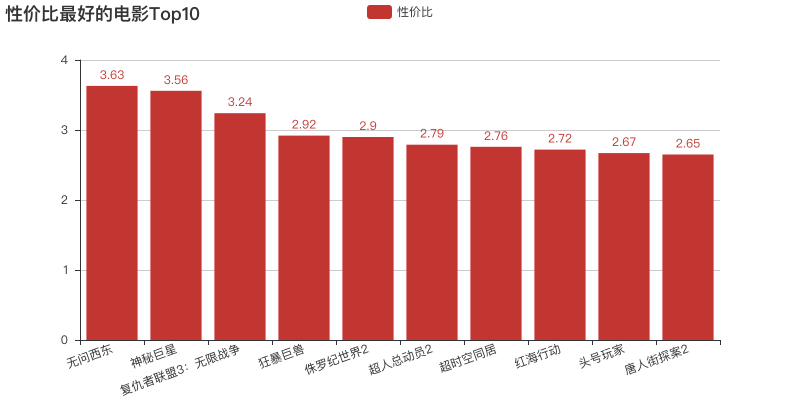 性价比最好的电影Top10
性价比
4
3
2
1
0
3.63
3.56
3.24
2.92
2.9
2.79
2.76
2.72
2.67
2.65
无问西东
神秘巨星
复仇者联盟3：无限战争
狂暴巨兽
侏罗纪世界2
超人总动员2
超时空同居
红海行动
头号玩家
唐人街探案2